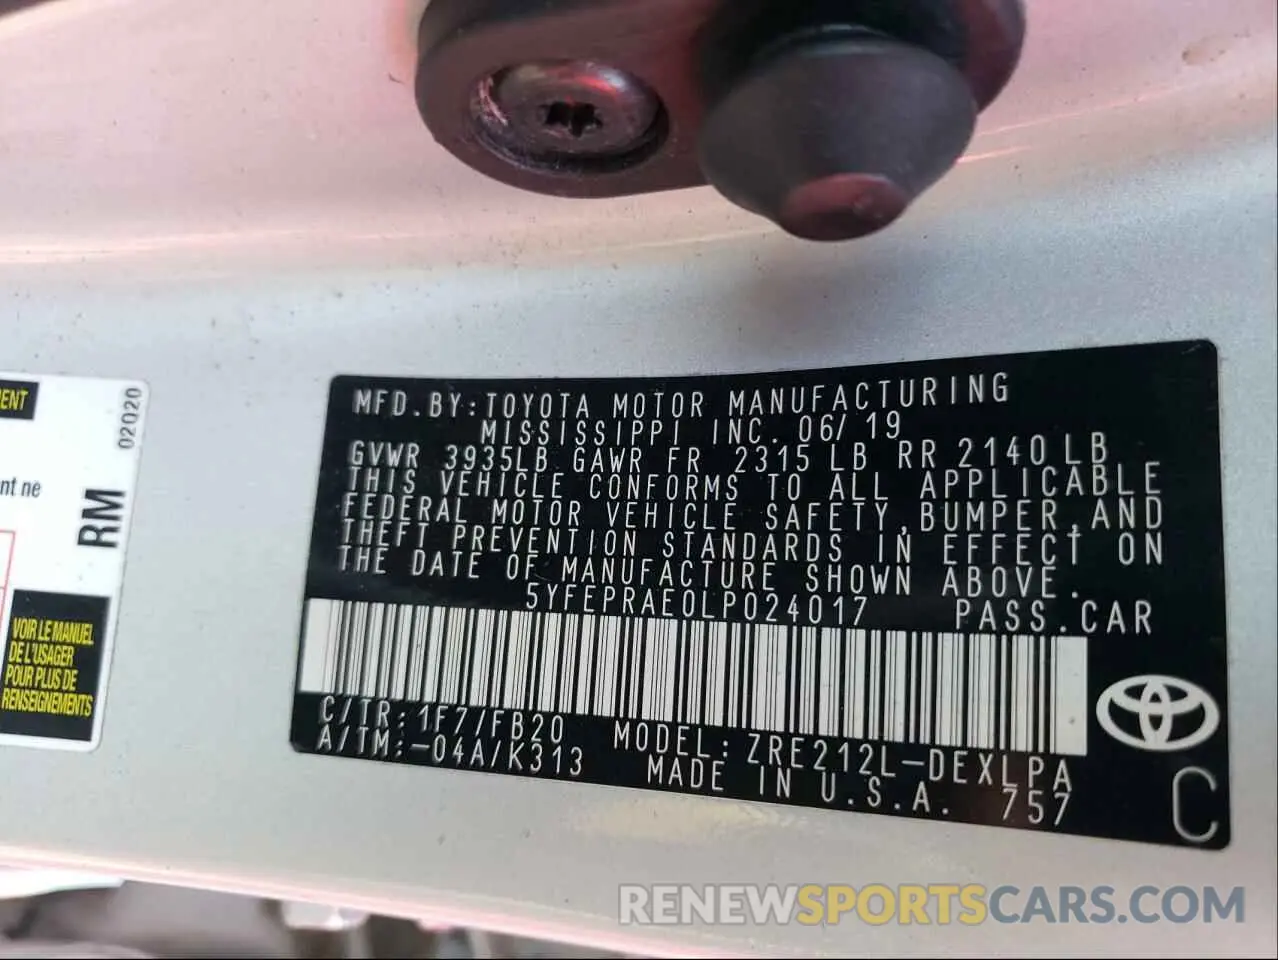 ENT
02020
nt ne
RM
VOIR LE MANUEL
DE L'USAGER
POUR PLUS DE
RENSEIGNEMENTS
MFD.BY:TOYOTA MOTOR MANUFACTURING
MISSISSIPPI INC. 06/19
GVWR 3935LB GAWR FR 2315 LB RR 2140LB
THIS VEHICLE CONFORMS TO ALL APPLICABLE
FEDERAL MOTOR VEHICLE SAFETY,BUMPER,AND
THEFT PREVENTION STANDARDS IN EFFECT ON
THE DATE OF MANUFACTURE SHOWN ABOVE.
5YFEPRAE0LP024017 PASS.CAR
C/TR:1F7/FB20 MODEL:ZRE212L-DEXLPA
A/TM:-04A/K313 MADE IN U.S.A. 757
C
RENEWSPORTSCARS.COM